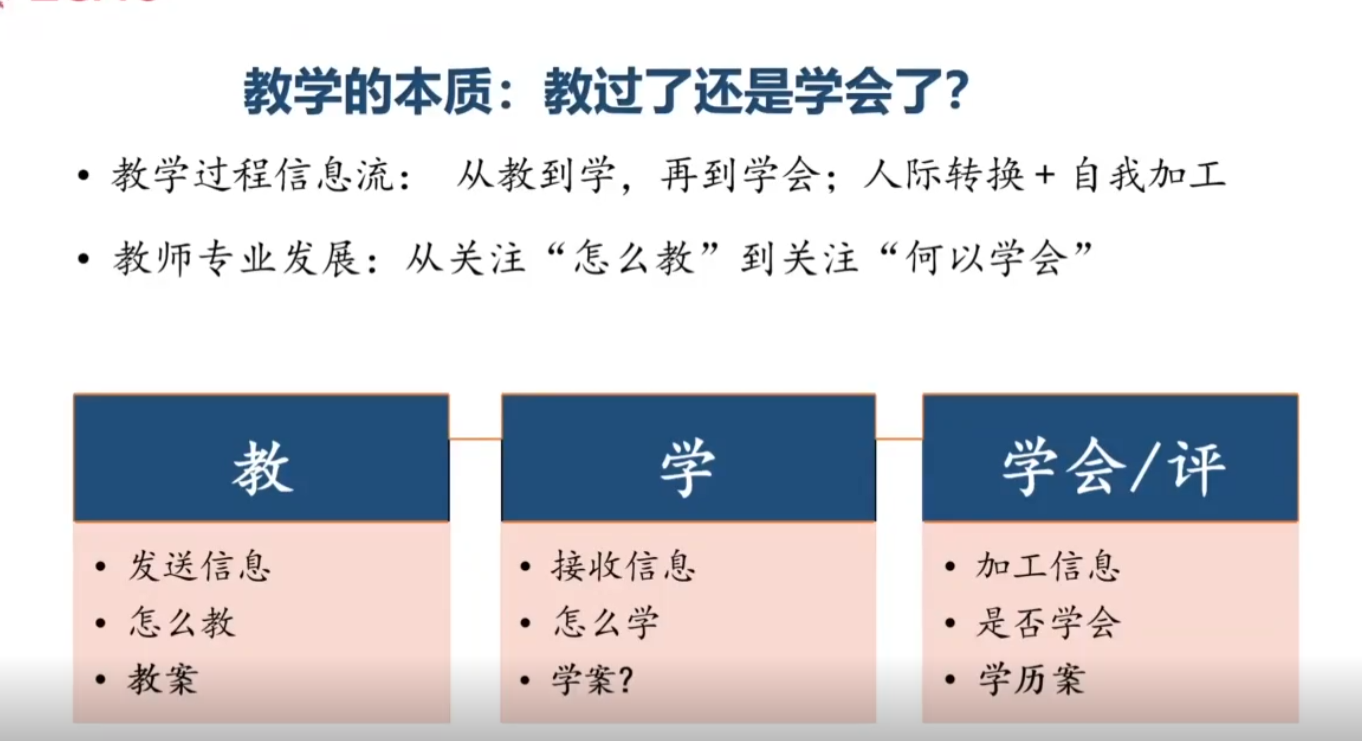 教学的本质：教过了还是学会了？
• 教学过程信息流： 从教到学，再到学会；人际转换+自我加工
• 教师专业发展：从关注“怎么教”到关注“何以学会”
教
• 发送信息
• 怎么教
• 教案
学
• 接收信息
• 怎么学
• 学案？
学会/评
• 加工信息
• 是否学会
• 学历案